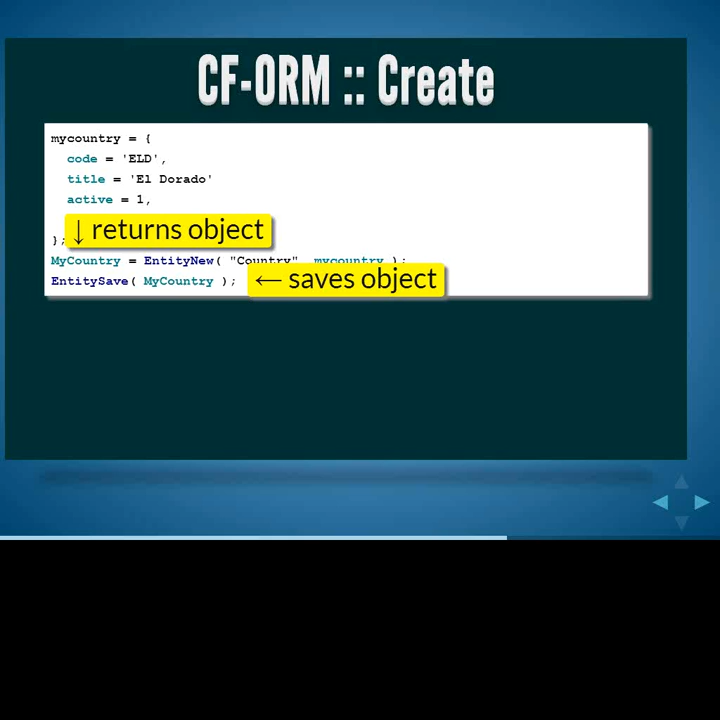 CF-ORM :: Create
mycountry = {
code = 'ELD',
title = 'El Dorado'
active = 1,
↓ returns object
};
MyCountry = EntityNew( "Country", mycountry );
EntitySave( MyCountry );
← saves object